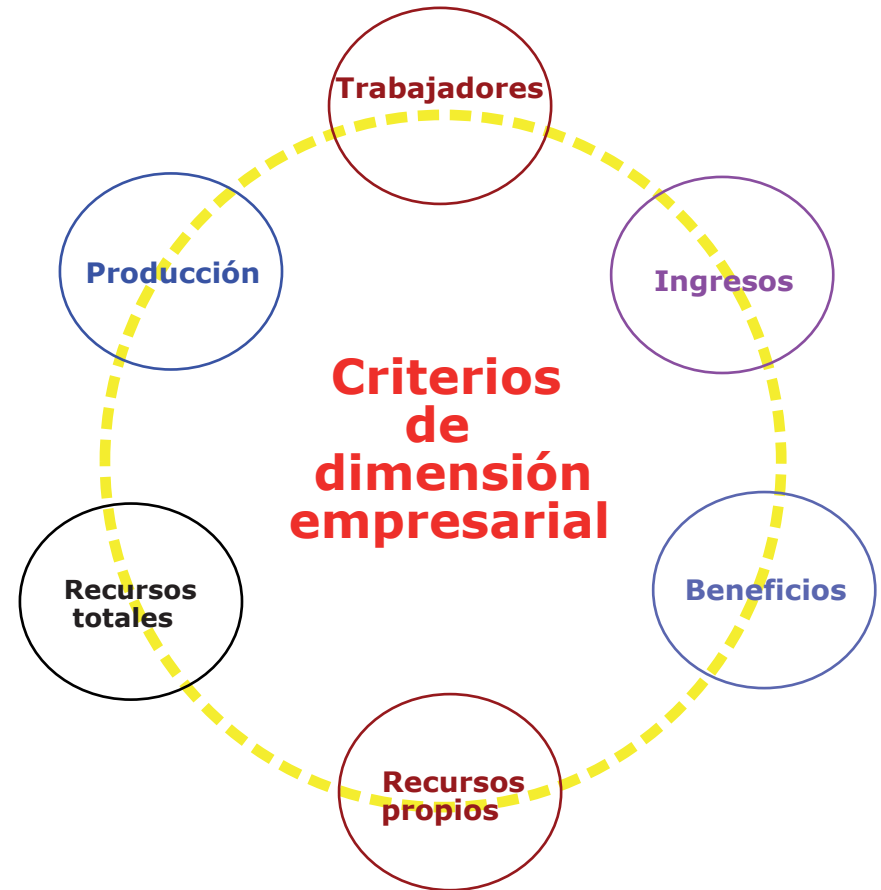 Trabajadores
Producción
Ingresos
Criterios
de
dimensión
empresarial
Recursos
totales
Beneficios
Recursos
propios